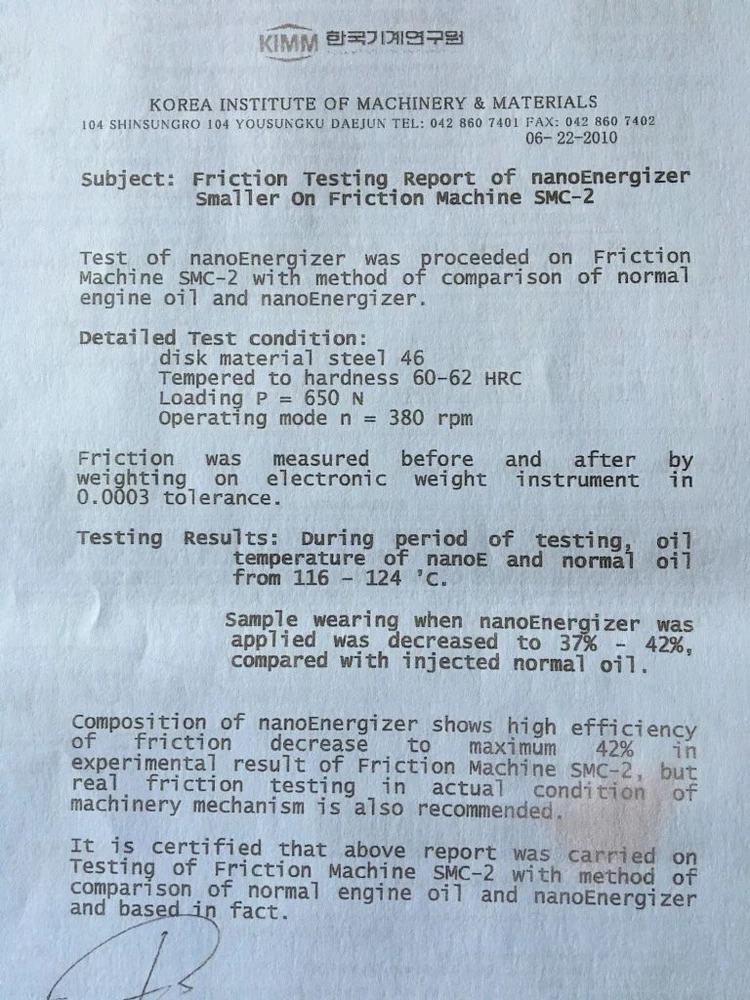 KIMM 한국기계연구원
KOREA INSTITUTE OF MACHINERY & MATERIALS
104 SHINSUNGRO 104 YOUSUNGKU DAEJUN TEL: 042 860 7401 FAX: 042 860 7402
06- 22-2010
Subject: Friction Testing Report of nanoEnergizer
Smaller On Friction Machine SMC-2
Test of nanoEnergizer was proceeded on Friction
Machine SMC-2 with method of comparison of normal
engine oil and nanoEnergizer.
Detailed Test condition:
disk material steel 46
Tempered to hardness 60-62 HRC
Loading P = 650 N
Operating mode n = 380 rpm
Friction was measured before and after by
weighting on electronic weight instrument in
0.0003 tolerance.
Testing Results: During period of testing, oil
temperature of nanoE and normal oil
from 116 – 124 'C.
Sample wearing when nanoEnergizer was
applied was decreased to 37% – 42%,
compared with injected normal oil.
Composition of nanoEnergizer shows high efficiency
of friction decrease to maximum 42% in
experimental result of Friction Machine SMC-2, but
real friction testing in actual condition of
machinery mechanism is also recommended.
It is certified that above report was carried on
Testing of Friction Machine SMC-2 with method of
comparison of normal engine oil and nanoEnergizer
and based in fact.